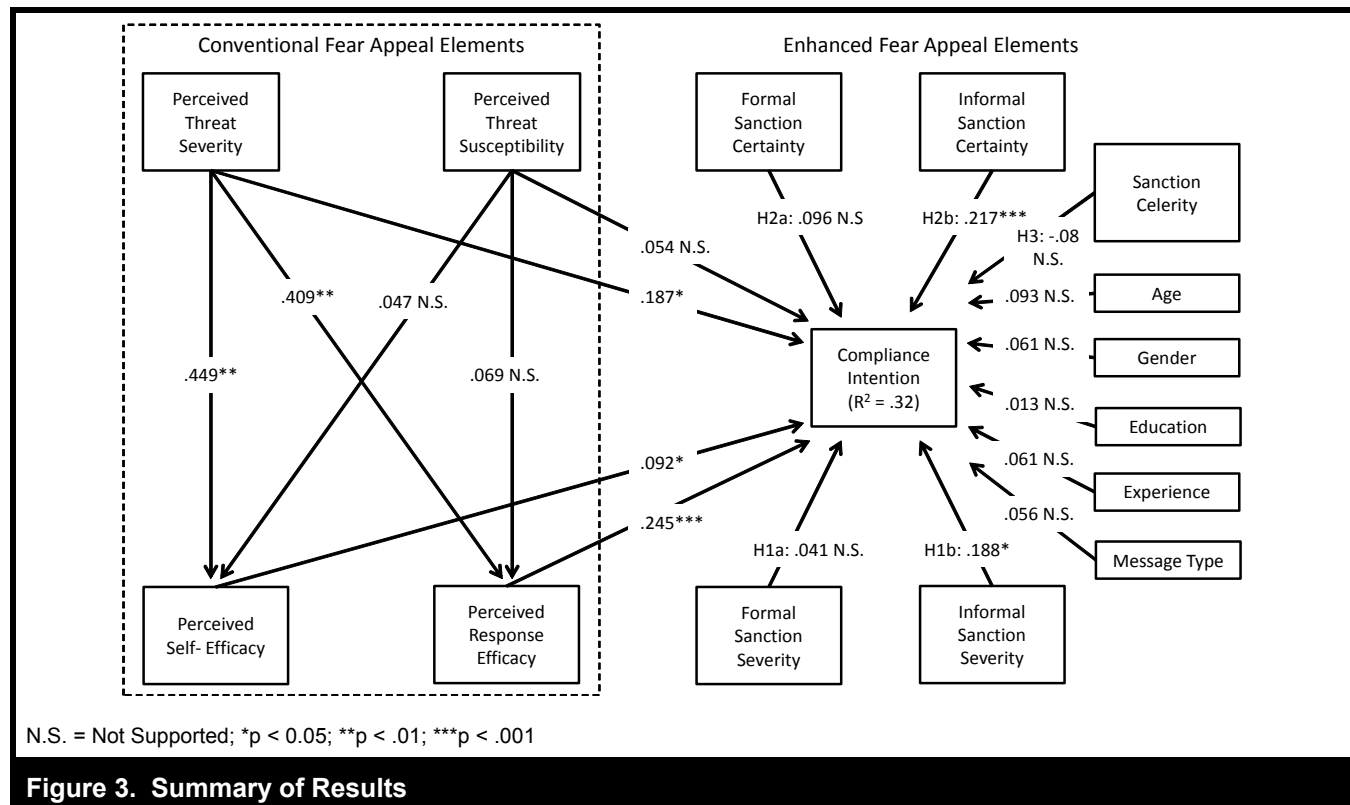 Conventional Fear Appeal Elements
Enhanced Fear Appeal Elements
Perceived
Threat
Severity
Perceived
Threat
Susceptibility
Formal
Sanction
Certainty
Informal
Sanction
Certainty
Sanction
Celerity
H2a: .096 N.S
H2b: .217***
H3: -.08
N.S.
.054 N.S.
.187*
.409**
.047 N.S.
.449**
.069 N.S.
.093 N.S.
Age
.061 N.S.
Gender
Compliance
Intention
(R² = .32)
.013 N.S.
Education
.061 N.S.
Experience
.056 N.S.
Message Type
.092*
.245***
H1a: .041 N.S.
H1b: .188*
Perceived
Self- Efficacy
Perceived
Response
Efficacy
Formal
Sanction
Severity
Informal
Sanction
Severity
N.S. = Not Supported; *p < 0.05; **p < .01; ***p < .001
Figure 3. Summary of Results